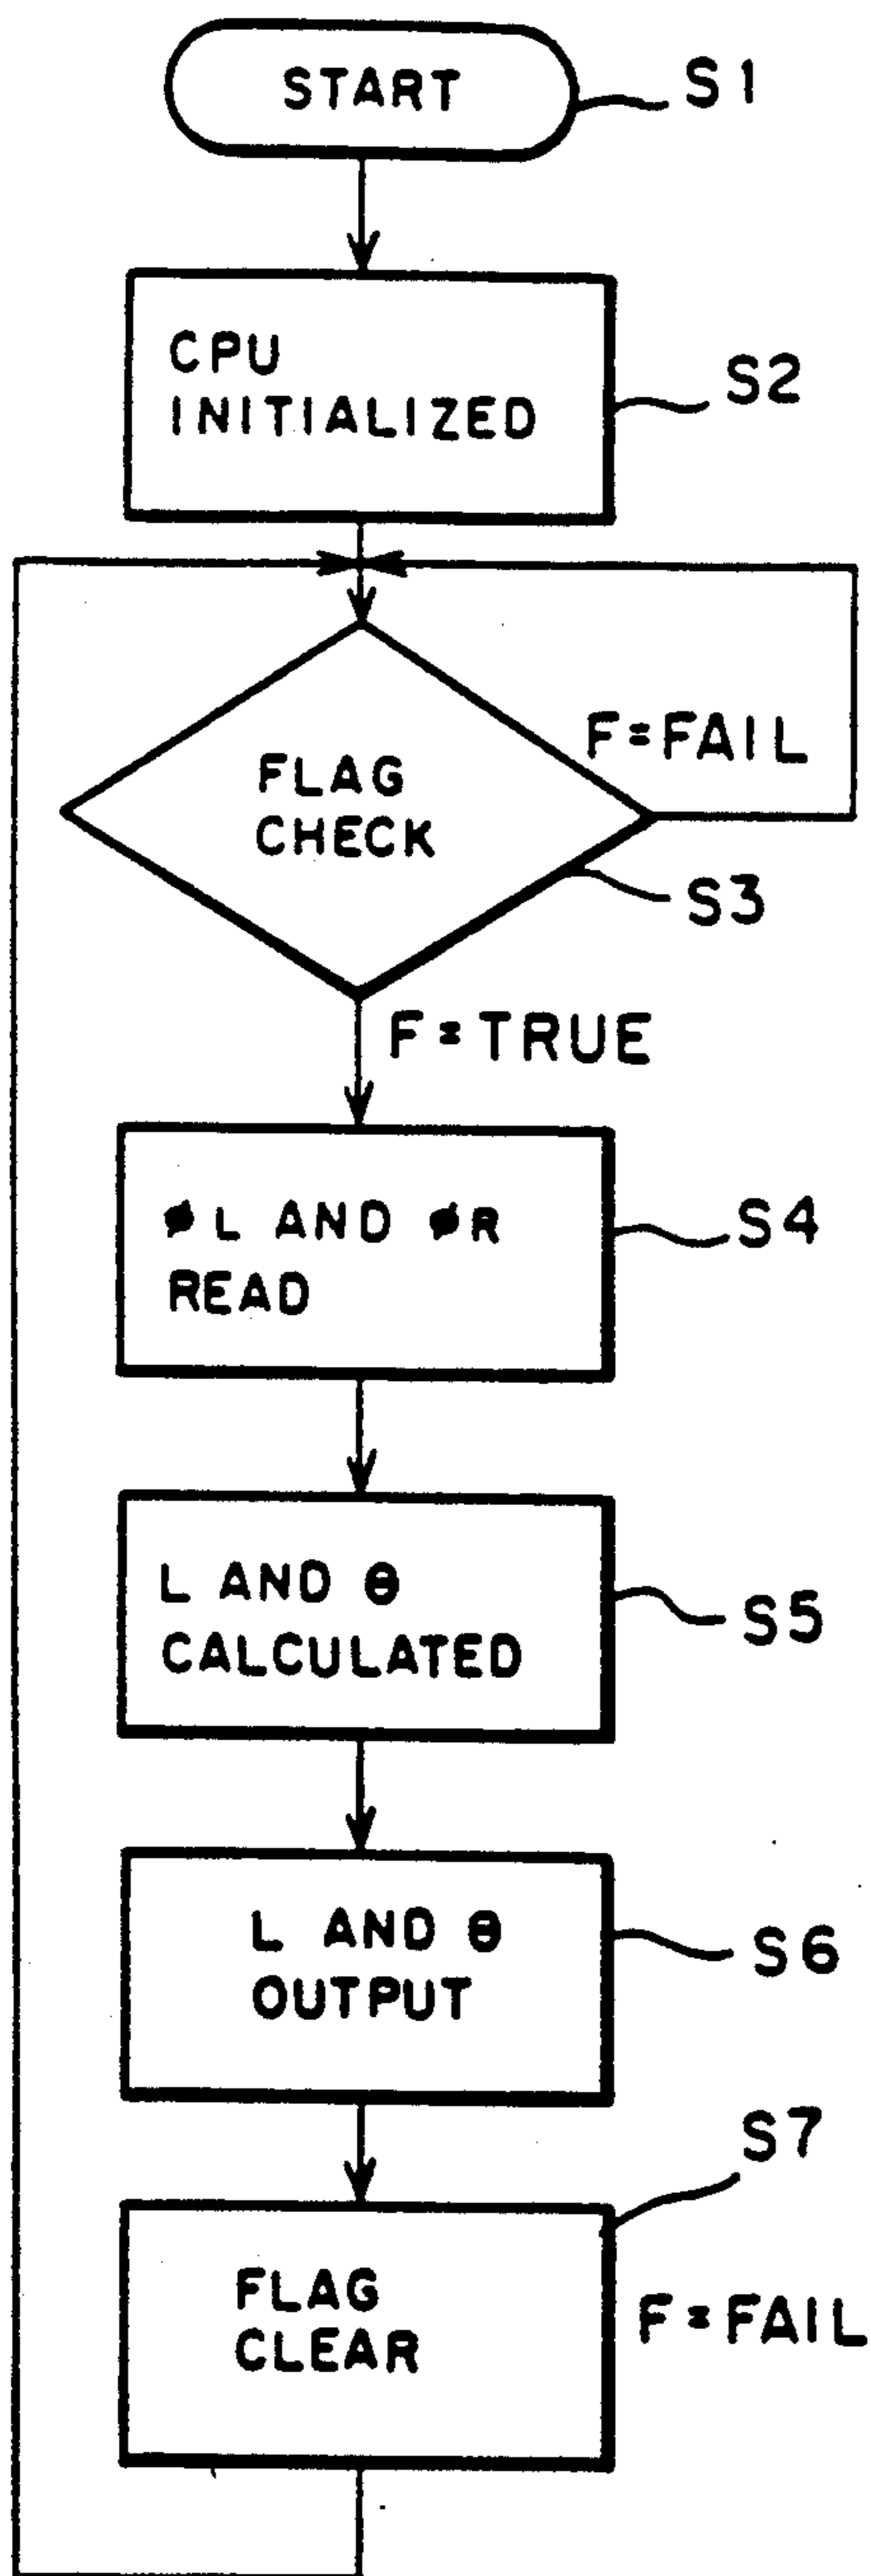 START
S1
CPU
INITIALIZED
S2
F=FAIL
FLAG
CHECK
S3
F=TRUE
øL AND øR
READ
S4
L AND θ
CALCULATED
S5
L AND θ
OUTPUT
S6
S7
FLAG
CLEAR
F=FAIL